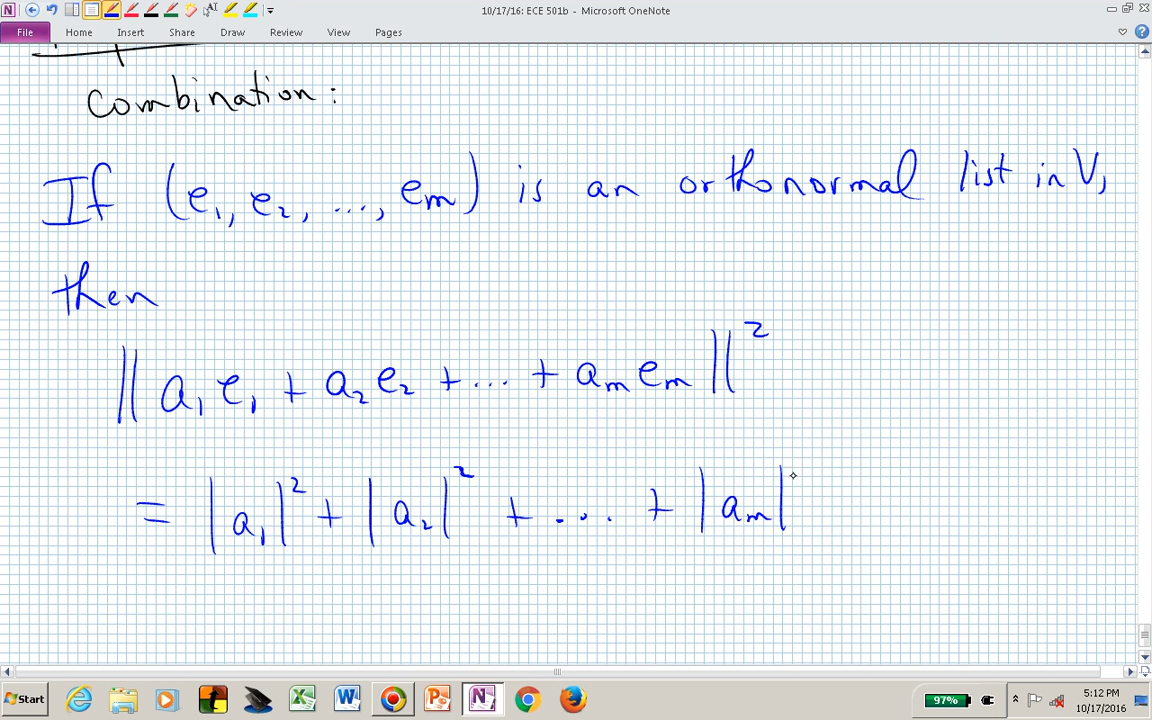 10/17/16: ECE 501b - Microsoft OneNote
File Home Insert Share Draw Review View Pages
combination:
If (e₁, e₂, ..., eₘ) is an orthonormal list in V,
then
‖ a₁e₁ + a₂e₂ + ... + aₘeₘ ‖²
= |a₁|² + |a₂|² + .... + |aₘ|
Start
97%
5:12 PM
10/17/2016